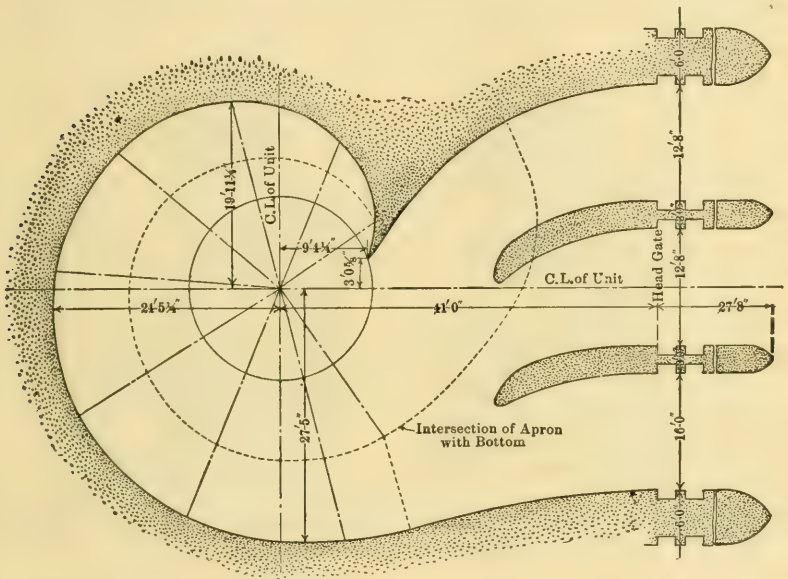 6'-0"
12'-8"
C.L. of Unit
19'-11¼"
9'4¼"
3'0⅝"
12'-8"
Head Gate
C.L. of Unit
24'-5¼"
41'0"
27'8"
27'-5"
16'-0"
Intersection of Apron
with Bottom
6'-0"